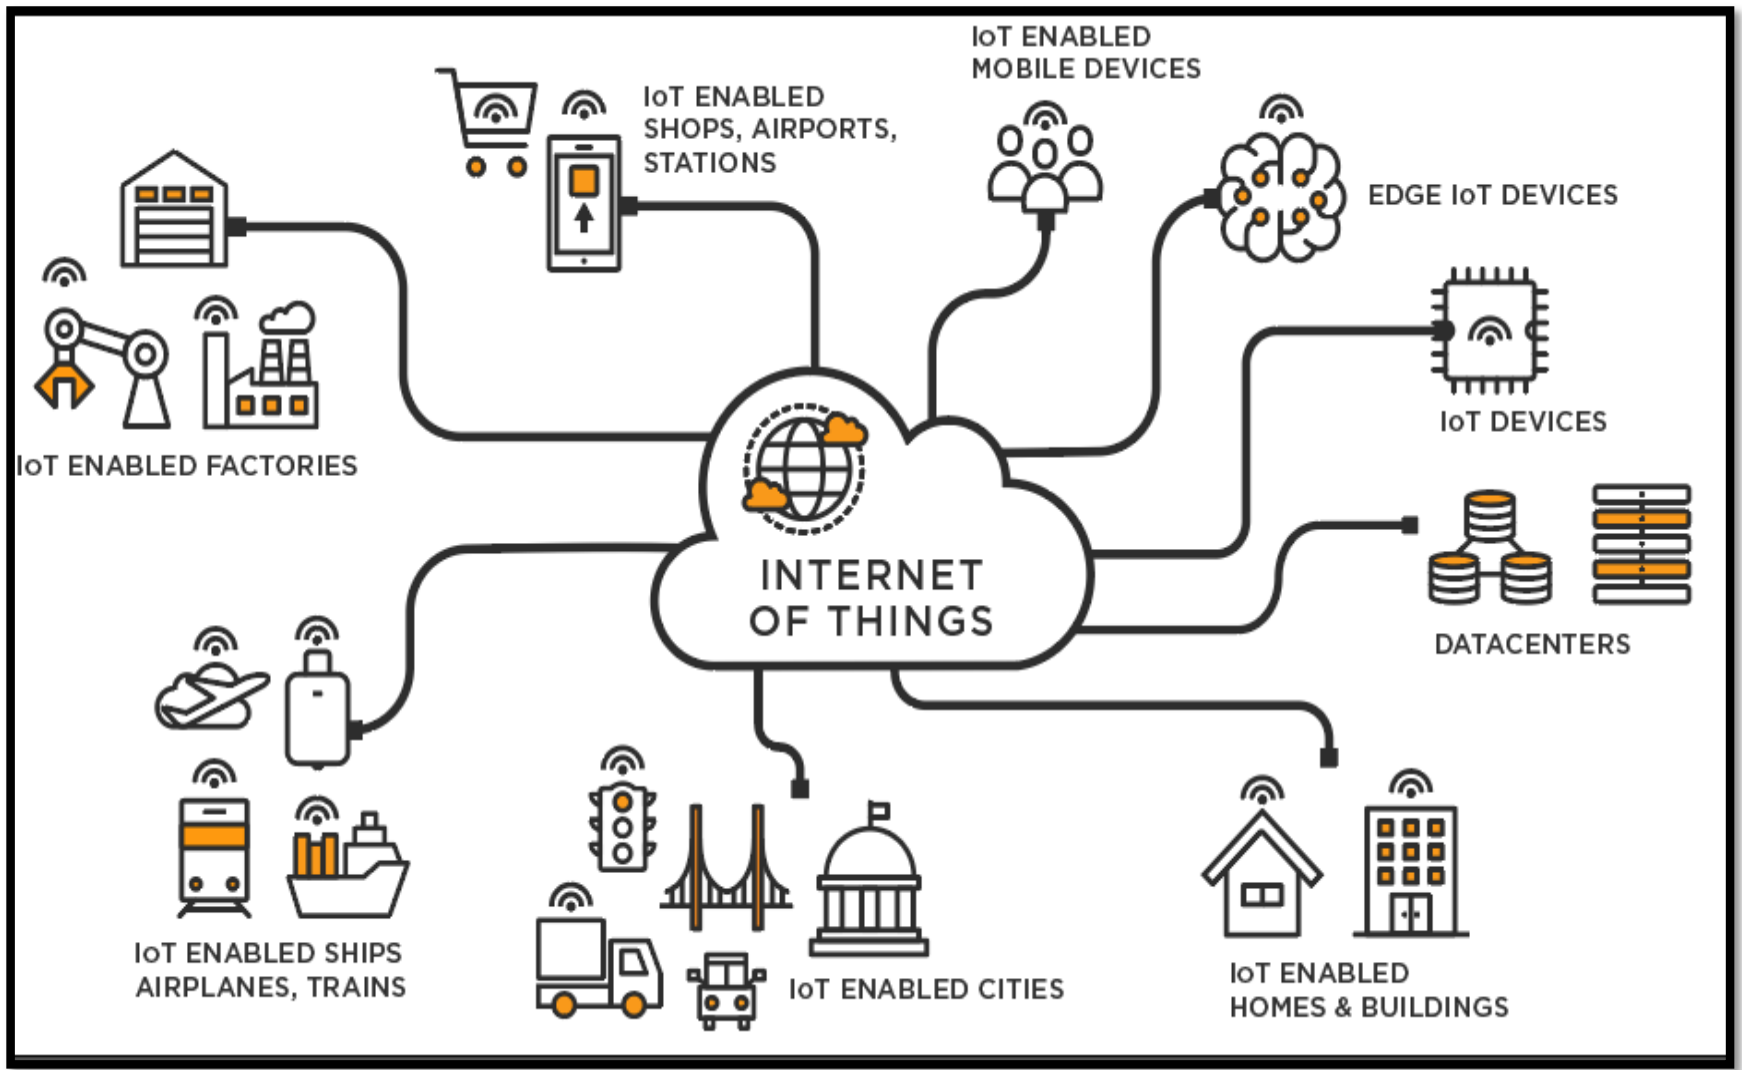 IoT ENABLED
MOBILE DEVICES
IoT ENABLED
SHOPS, AIRPORTS,
STATIONS
EDGE IoT DEVICES
IoT DEVICES
IoT ENABLED FACTORIES
INTERNET
OF THINGS
DATACENTERS
IoT ENABLED SHIPS
AIRPLANES, TRAINS
IoT ENABLED CITIES
IoT ENABLED
HOMES & BUILDINGS